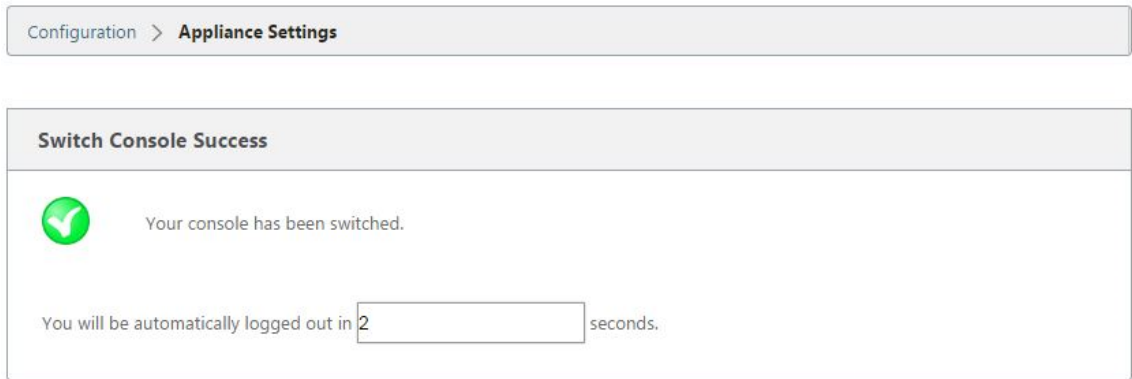 Configuration > Appliance Settings
Switch Console Success
Your console has been switched.
You will be automatically logged out in 2 seconds.